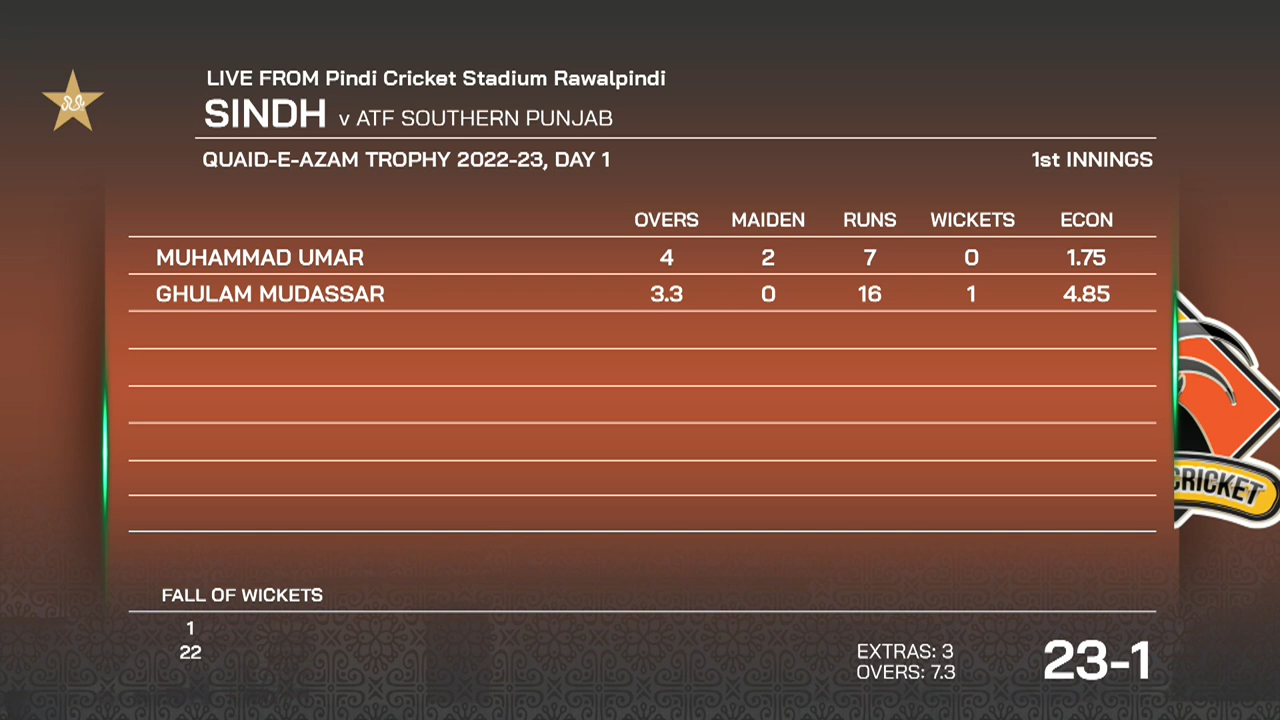 LIVE FROM Pindi Cricket Stadium Rawalpindi
SINDH v ATF SOUTHERN PUNJAB
QUAID-E-AZAM TROPHY 2022-23, DAY 1 1st INNINGS
OVERS MAIDEN RUNS WICKETS ECON
MUHAMMAD UMAR 4 2 7 0 1.75
GHULAM MUDASSAR 3.3 0 16 1 4.85
CRICKET
FALL OF WICKETS
1
22
EXTRAS: 3
OVERS: 7.3
23-1